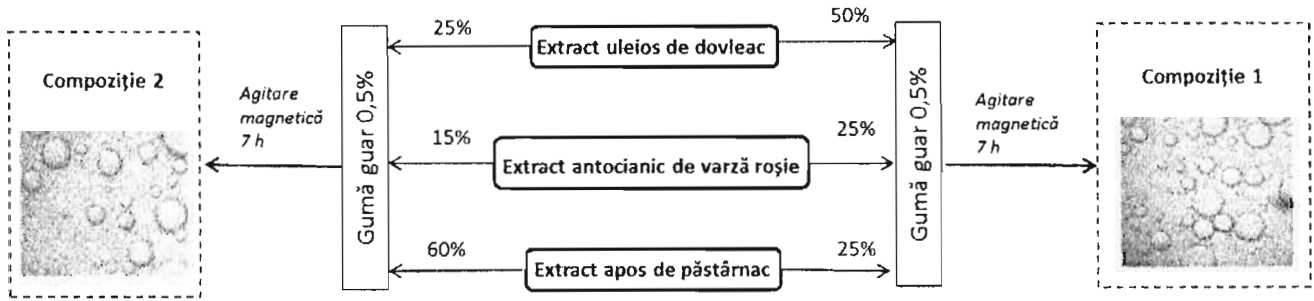 Compoziție 2
Agitare
magnetică
7 h
Gumă guar 0,5%
25%
15%
60%
Extract uleios de dovleac
Extract antocianic de varză roșie
Extract apos de păstârnac
50%
25%
25%
Gumă guar 0,5%
Agitare
magnetică
7 h
Compoziție 1